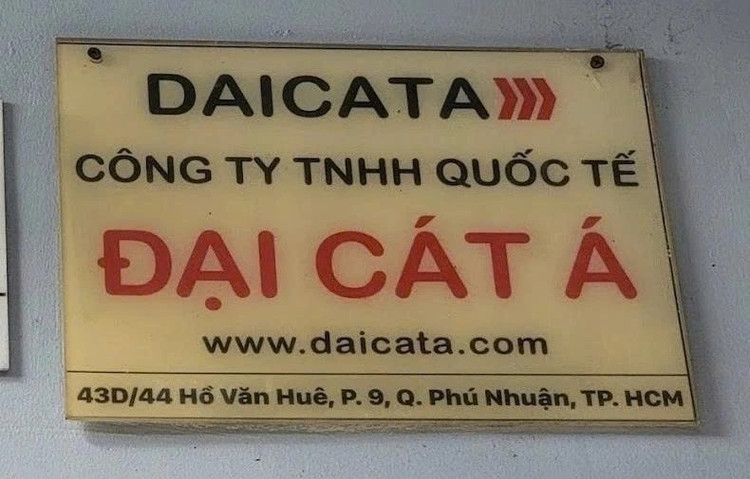 DAICATA
CÔNG TY TNHH QUỐC TẾ
ĐẠI CÁT Á
www.daicata.com
43D/44 Hồ Văn Huê, P. 9, Q. Phú Nhuận, TP. HCM